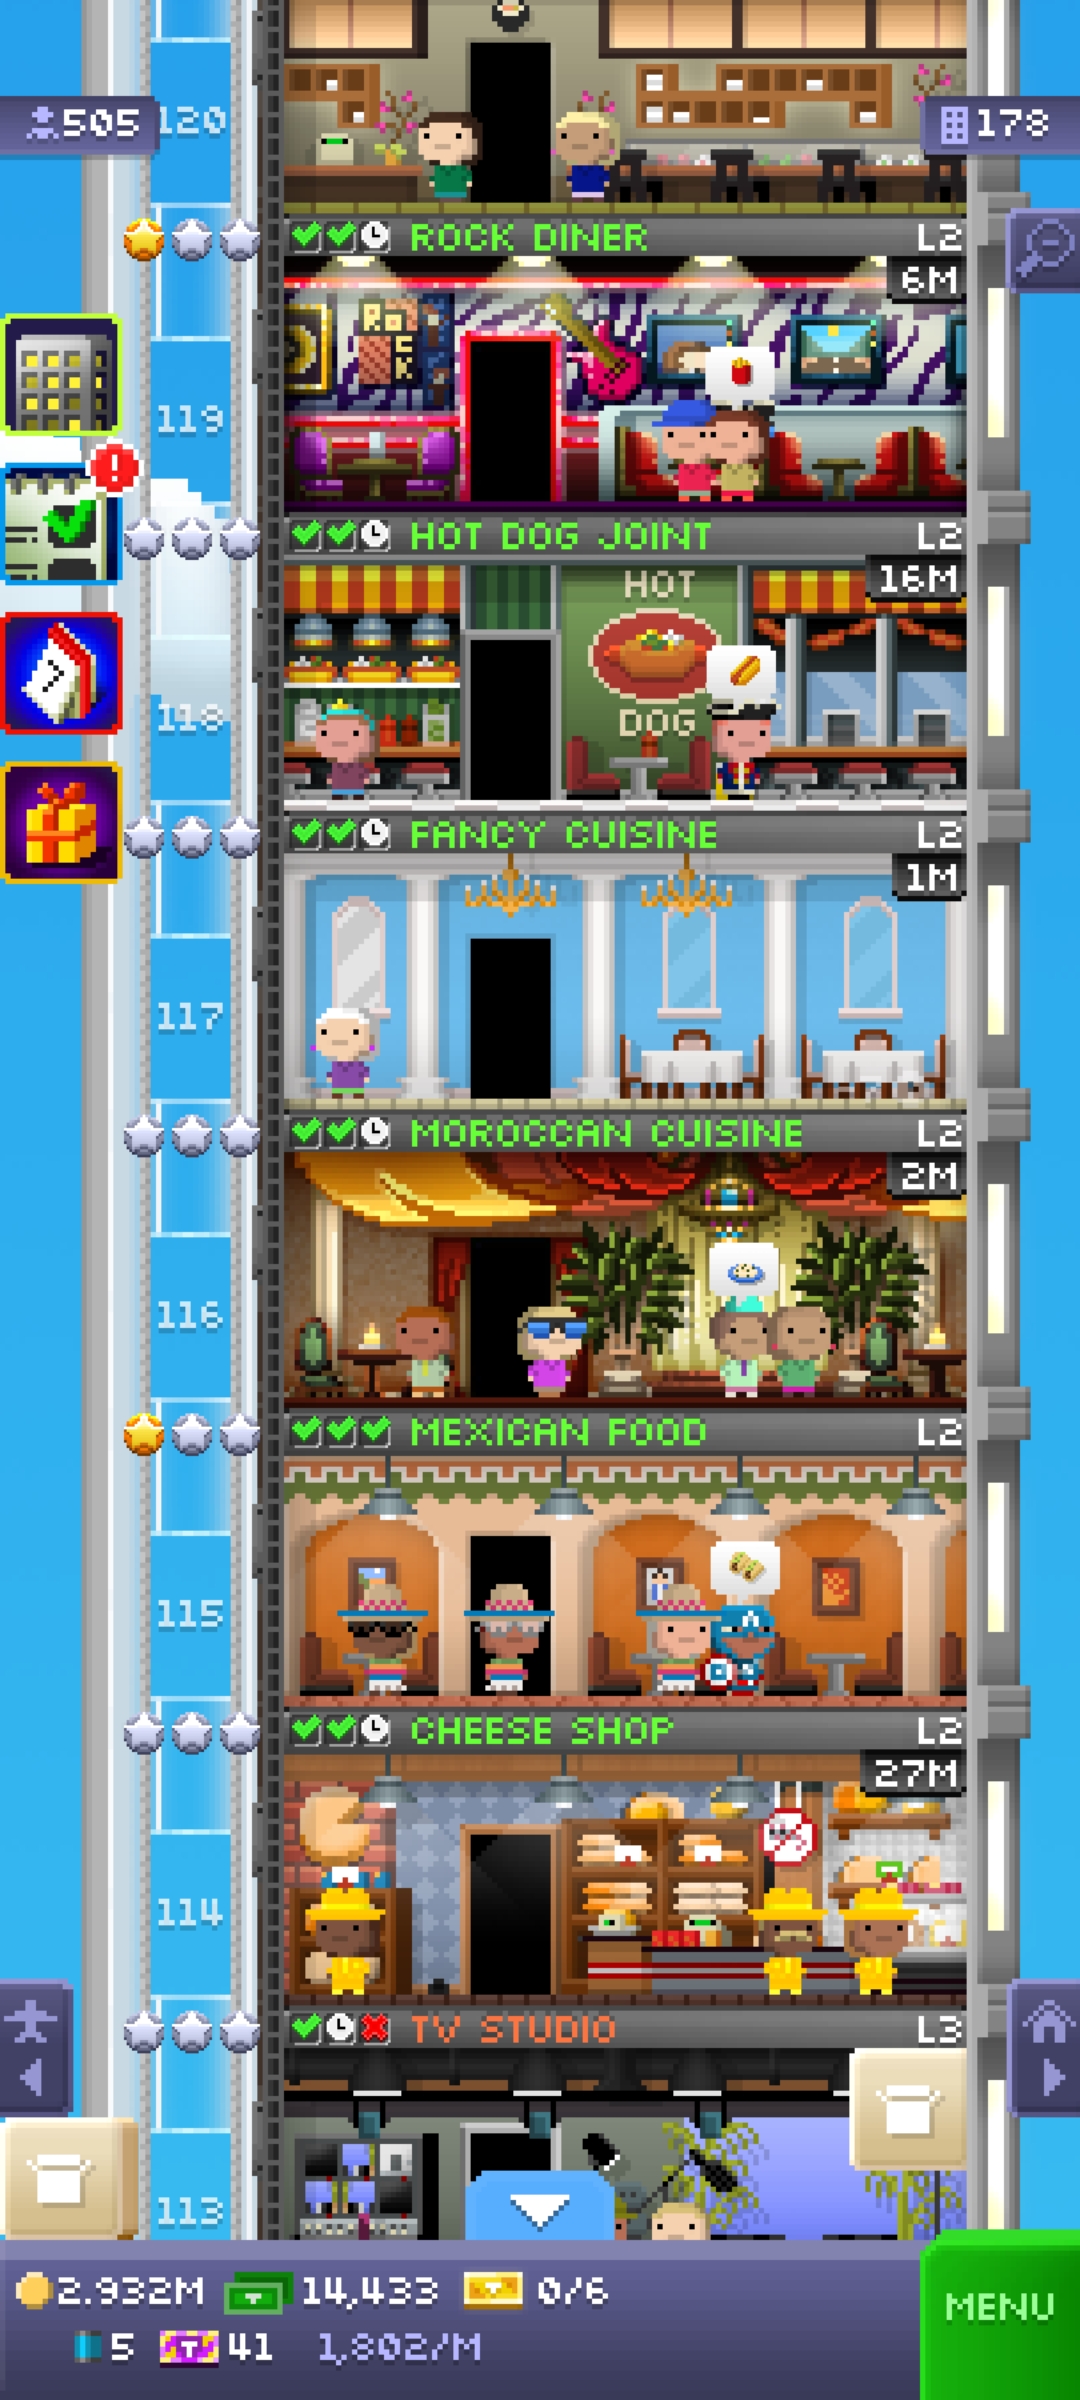 505
120
178
ROCK DINER
L2
6M
ROCK
119
HOT DOG JOINT
L2
16M
HOT
DOG
7
118
FANCY CUISINE
L2
1M
117
MOROCCAN CUISINE
L2
2M
116
MEXICAN FOOD
L2
115
CHEESE SHOP
L2
27M
114
TV STUDIO
L3
113
2.932M
14,433
0/6
MENU
5
T
41
1,802/M